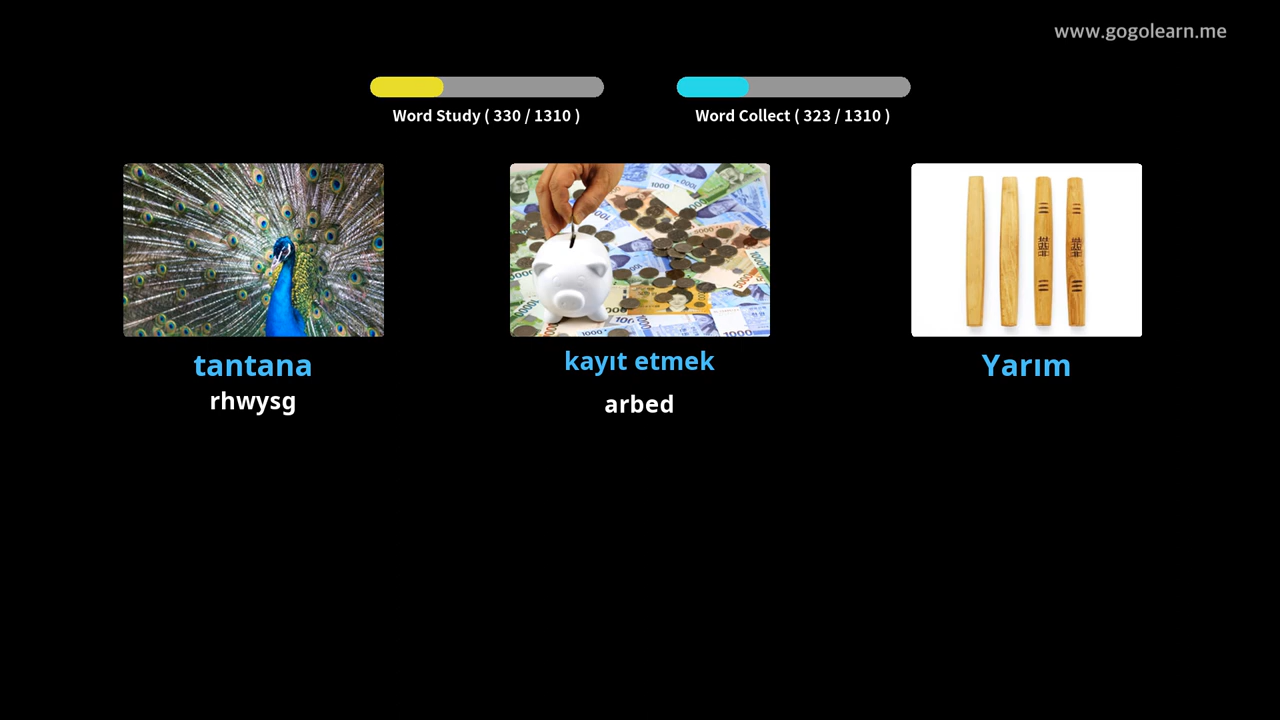 www.gogolearn.me
Word Study ( 330 / 1310 )
Word Collect ( 323 / 1310 )
tantana
rhwysg
kayıt etmek
arbed
Yarım